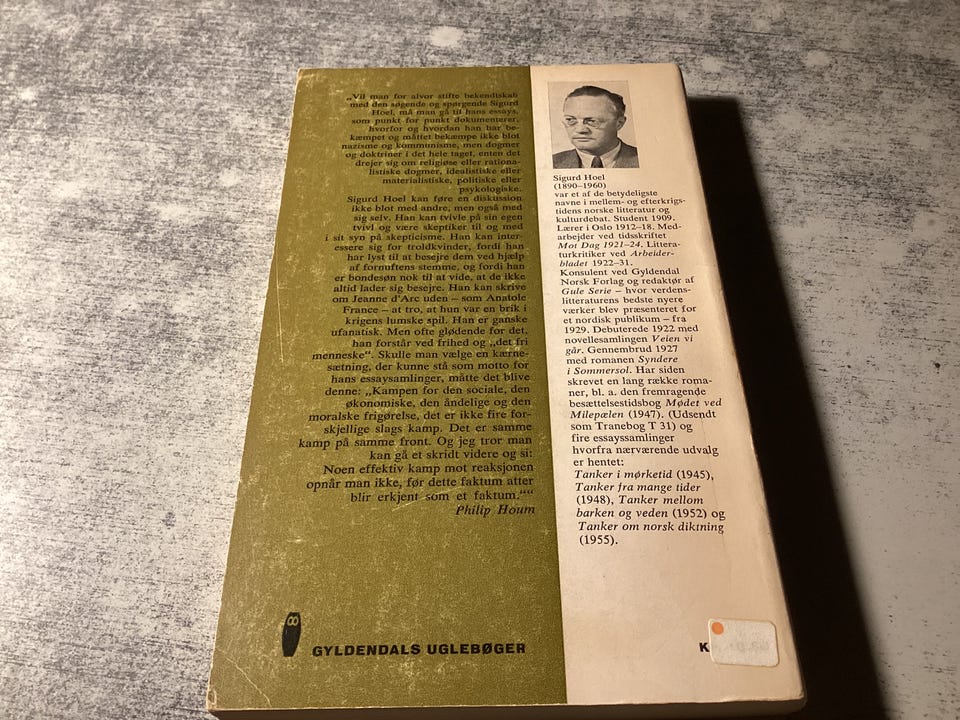 „Vil man for alvor stifte bekendtskab
med den søgende og spørgende Sigurd
Hoel, må man gå til hans essays,
som punkt for punkt dokumenterer,
hvorfor og hvordan han har be-
kæmpet og måttet bekæmpe ikke blot
nazisme og kommunisme, men dogmer
og doktriner i det hele taget, enten det
drejer sig om religiøse eller rationa-
listiske dogmer, idealistiske eller
materialistiske, politiske eller
psykologiske.
Sigurd Hoel kan føre en diskussion
ikke blot med andre, men også med
sig selv. Han kan tvivle på sin egen
tvivl og være skeptiker til og med
i sit syn på skepticisme. Han kan inter-
essere sig for troldkvinder, fordi han
har lyst til at besejre dem ved hjælp
af fornuftens stemme, og fordi han
er bondesøn nok til at vide, at de ikke
altid lader sig besejre. Han kan skrive
om Jeanne d'Arc uden – som Anatole
France – at tro, at hun var en brik i
krigens lumske spil. Han er ganske
ufanatisk. Men ofte glødende for det,
han forstår ved frihed og „det fri
menneske“. Skulle man vælge en kærne-
sætning, der kunne stå som motto for
hans essaysamlinger, måtte det blive
denne: „Kampen for den sociale, den
økonomiske, den åndelige og den
moralske frigørelse, det er ikke fire for-
skjellige slags kamp. Det er samme
kamp på samme front. Og jeg tror man
kan gå et skridt videre og si:
Noen effektiv kamp mot reaksjonen
opnår man ikke, før dette faktum atter
blir erkjent som et faktum.““
Philip Houm
GYLDENDALS UGLEBØGER
Sigurd Hoel
(1890–1960)
var et af de betydeligste
navne i mellem- og efterkrigs-
tidens norske litteratur og
kulturdebat. Student 1909.
Lærer i Oslo 1912–18. Med-
arbejder ved tidsskriftet
Mot Dag 1921–24. Littera-
turkritiker ved Arbeider-
bladet 1922–31.
Konsulent ved Gyldendal
Norsk Forlag og redaktør af
Gule Serie – hvor verdens-
litteraturens bedste nyere
værker blev præsenteret for
et nordisk publikum – fra
1929. Debuterede 1922 med
novellesamlingen Veien vi
går. Gennembrud 1927
med romanen Syndere
i Sommersol. Har siden
skrevet en lang række roma-
ner, bl. a. den fremragende
besættelsestidsbog Mødet ved
Milepælen (1947). (Udsendt
som Tranebog T 31) og
fire essayssamlinger
hvorfra nærværende udvalg
er hentet:
Tanker i mørketid (1945),
Tanker fra mange tider
(1948), Tanker mellom
barken og veden (1952) og
Tanker om norsk diktning
(1955).